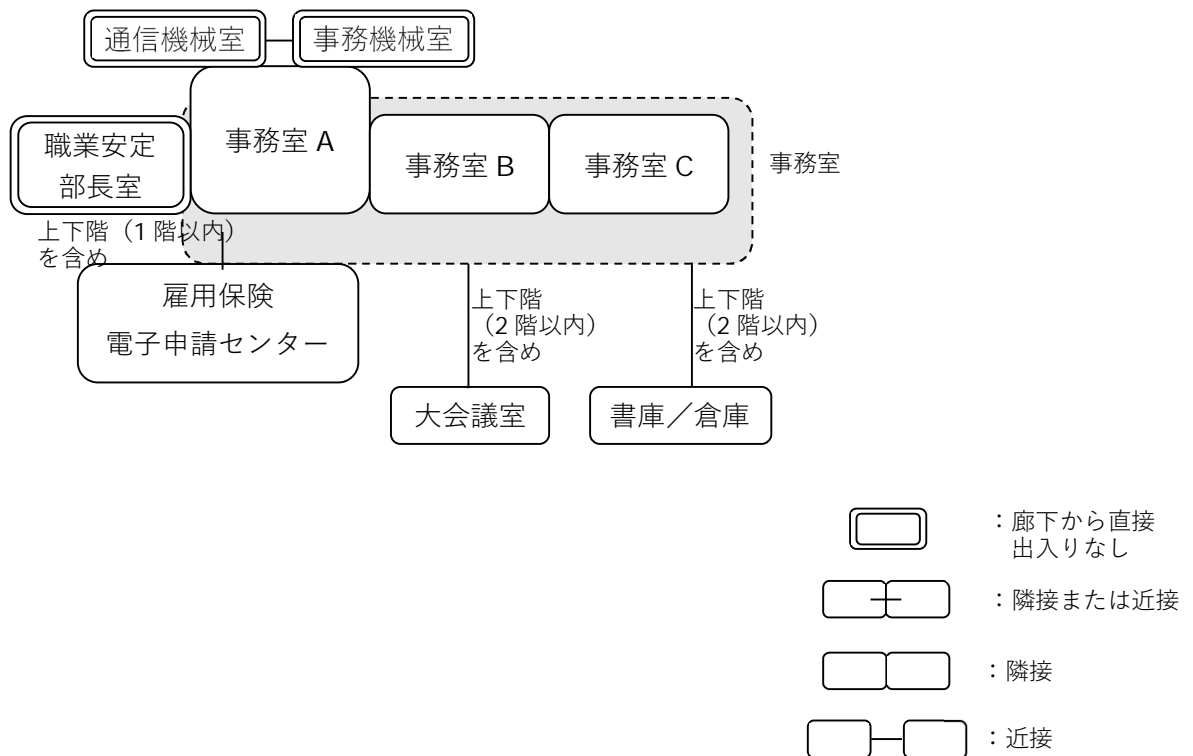 通信機械室
事務機械室
職業安定
部長室
事務室 A
事務室 B
事務室 C
事務室
上下階（1 階以内）
を含め
雇用保険
電子申請センター
上下階
（2 階以内）
を含め
上下階
（2 階以内）
を含め
大会議室
書庫／倉庫
：廊下から直接
出入りなし
：隣接または近接
：隣接
：近接